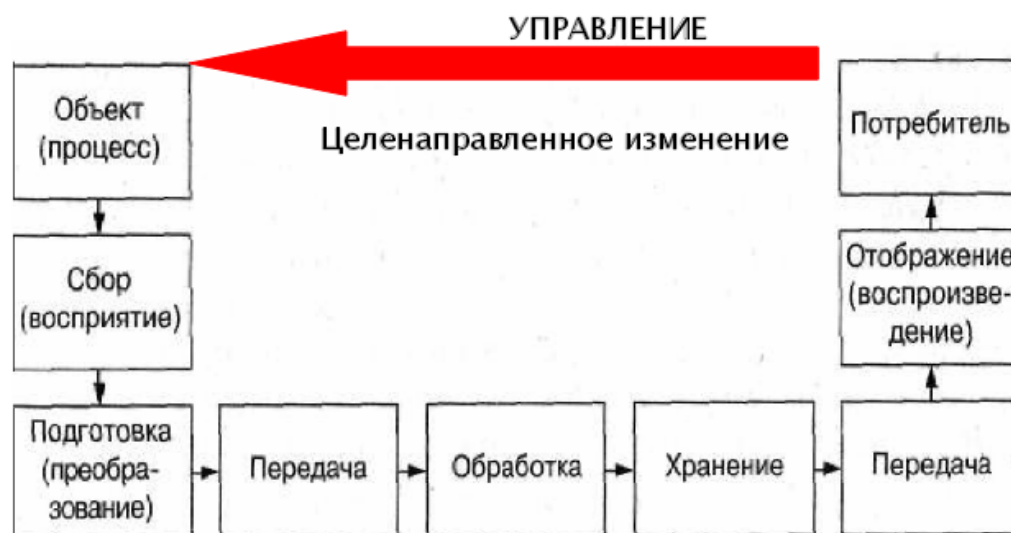 УПРАВЛЕНИЕ
Объект
(процесс)
Целенаправленное изменение
Потребитель
Сбор
(восприятие)
Отображение
(воспроизве-
дение)
Подготовка
(преобра-
зование)
Передача
Обработка
Хранение
Передача